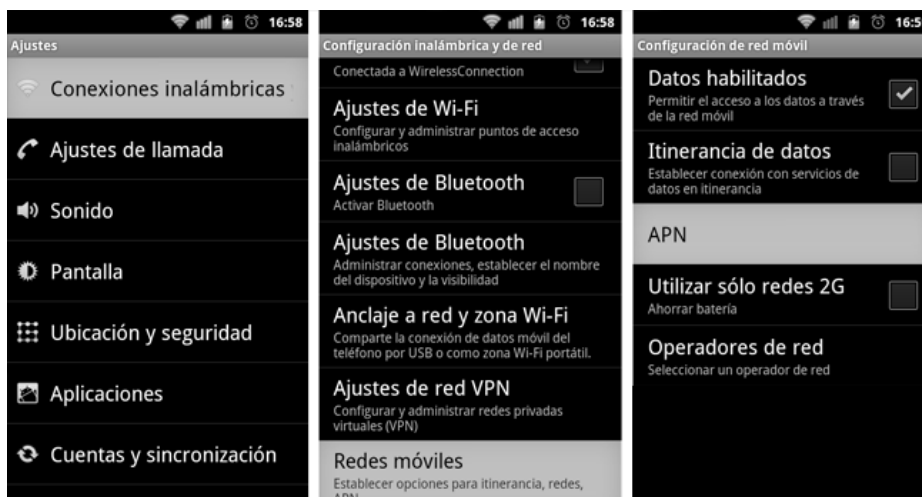 16:58
Ajustes
Conexiones inalámbricas
Ajustes de llamada
Sonido
Pantalla
Ubicación y seguridad
Aplicaciones
Cuentas y sincronización
16:58
Configuración inalámbrica y de red
Conectada a WirelessConnection
Ajustes de Wi-Fi
Configurar y administrar puntos de acceso
inalámbricos
Ajustes de Bluetooth
Activar Bluetooth
Ajustes de Bluetooth
Administrar conexiones, establecer el nombre
del dispositivo y la visibilidad
Anclaje a red y zona Wi-Fi
Comparte la conexión de datos móvil del
teléfono por USB o como zona Wi-Fi portátil.
Ajustes de red VPN
Configurar y administrar redes privadas
virtuales (VPN)
Redes móviles
Establecer opciones para itinerancia, redes,
APN
16:5
Configuración de red móvil
Datos habilitados
Permitir el acceso a los datos a través
de la red móvil
Itinerancia de datos
Establecer conexión con servicios de
datos en itinerancia
APN
Utilizar sólo redes 2G
Ahorrar batería
Operadores de red
Seleccionar un operador de red